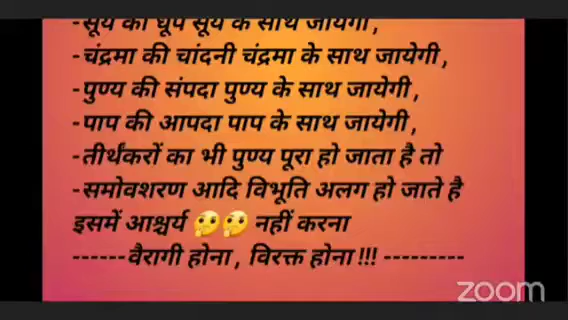 -सूर्य की धूप सूर्य के साथ जायेगी,
-चंद्रमा की चांदनी चंद्रमा के साथ जायेगी,
-पुण्य की संपदा पुण्य के साथ जायेगी,
-पाप की आपदा पाप के साथ जायेगी,
-तीर्थंकरों का भी पुण्य पूरा हो जाता है तो
-समोवशरण आदि विभूति अलग हो जाते है
इसमें आश्चर्य 🤔🤔 नहीं करना
------वैरागी होना, विरक्त होना!!! ---------
zoom